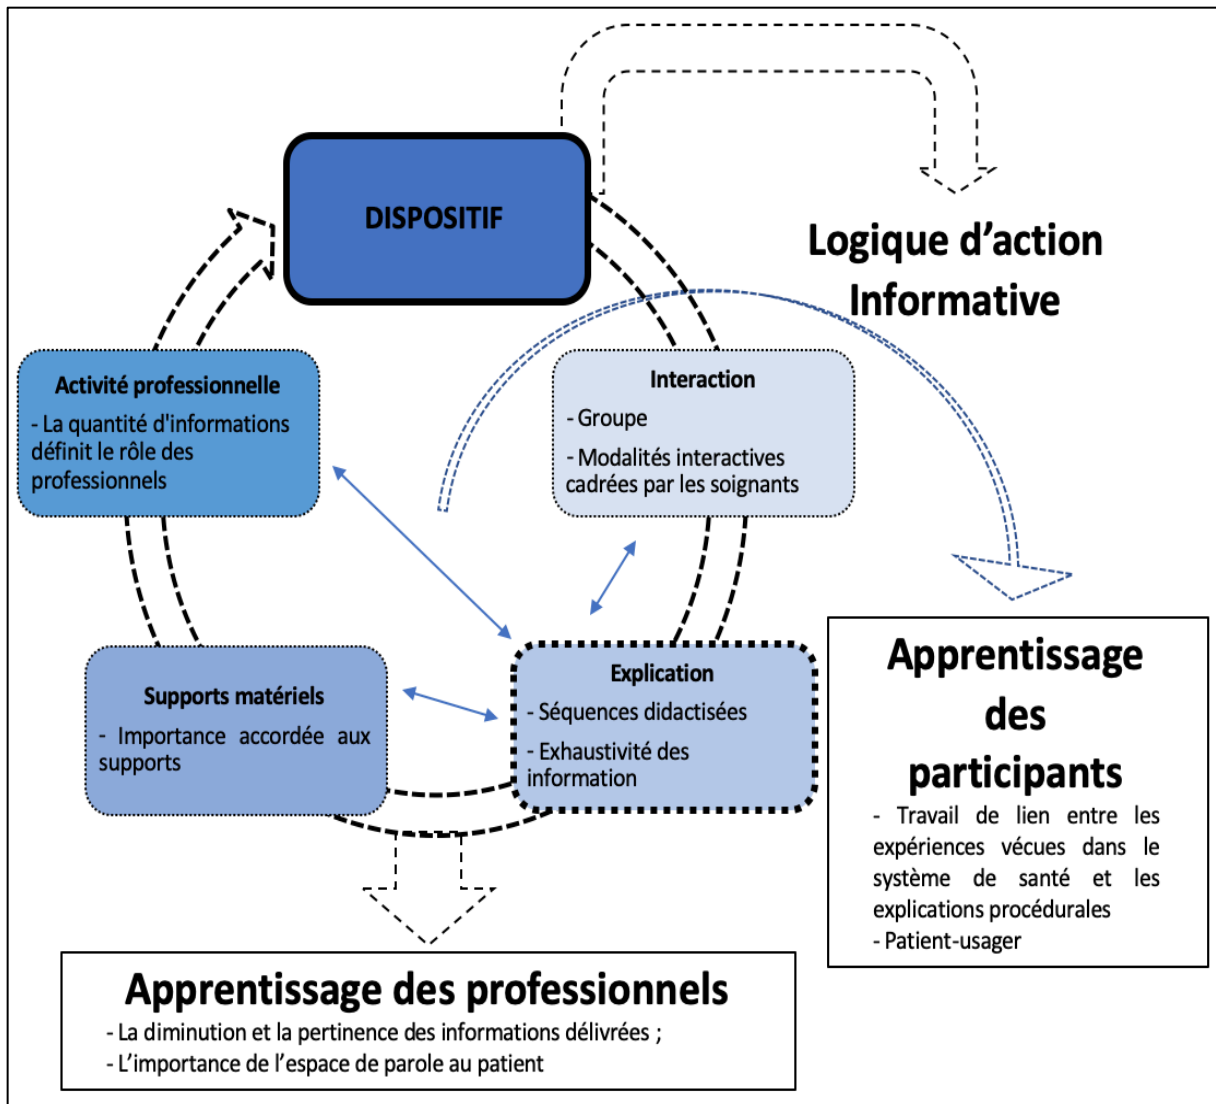 DISPOSITIF
Logique d'action
Informative
Activité professionnelle
- La quantité d'informations
définit le rôle des
professionnels
Interaction
- Groupe
- Modalités interactives
cadrées par les soignants
Supports matériels
- Importance accordée aux
supports
Explication
- Séquences didactisées
- Exhaustivité des
information
Apprentissage
des
participants
- Travail de lien entre les
expériences vécues dans le
système de santé et les
explications procédurales
- Patient-usager
Apprentissage des professionnels
- La diminution et la pertinence des informations délivrées ;
- L'importance de l'espace de parole au patient